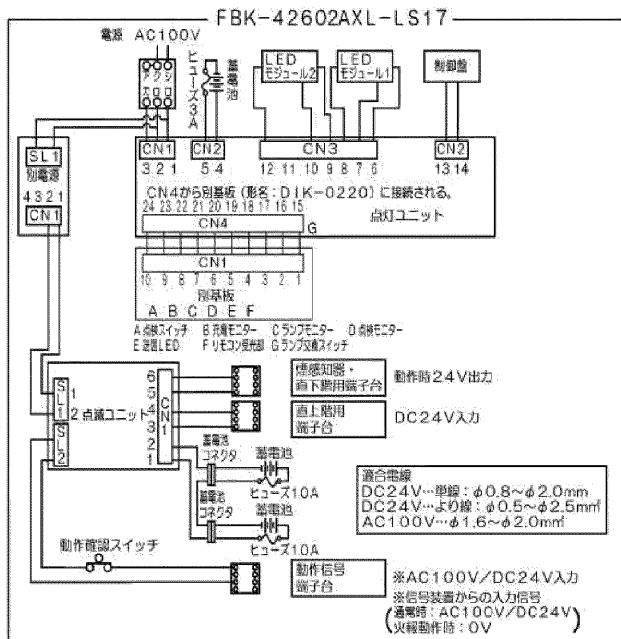 FBK-42602AXL-LS17
電源 AC100V
ヒューズ3A
蓄電池
LED
モジュール2
LED
モジュール1
制御盤
アカ
クロ
シロ
CN1
3 2 1
CN2
5 4
CN3
12 11 10 9 8 7 6
CN2
13 14
SL1
別電源
4 3 2 1
CN1
CN4から別基板（形名：DIK-0220）に接続される。
24 23 22 21 20 19 18 17 16 15
CN4
G
点灯ユニット
CN1
10 9 8 7 6 5 4 3 2 1
別基板
A B C D E F
A 点検スイッチ B 充電モニター C ランプモニター D 点検モニター
E 送信LED F リモコン受光部 G ランプ交換スイッチ
SL1
1
2
点滅ユニット
SL2
6
5
4
3
2
1
CN1
煙感知器・
直下階用端子台
動作時24V出力
直上階用
端子台
DC24V入力
蓄電池
コネクタ
蓄電池
ヒューズ10A
蓄電池
コネクタ
蓄電池
ヒューズ10A
適合電線
DC24V…単線：φ0.8～φ2.0mm
DC24V…より線：φ0.5～φ2.5m㎡
AC100V…φ1.6～φ2.0m㎡
動作確認スイッチ
動作信号
端子台
※AC100V／DC24V入力
※信号装置からの入力信号
（通常時：AC100V／DC24V
火報動作時：0V）